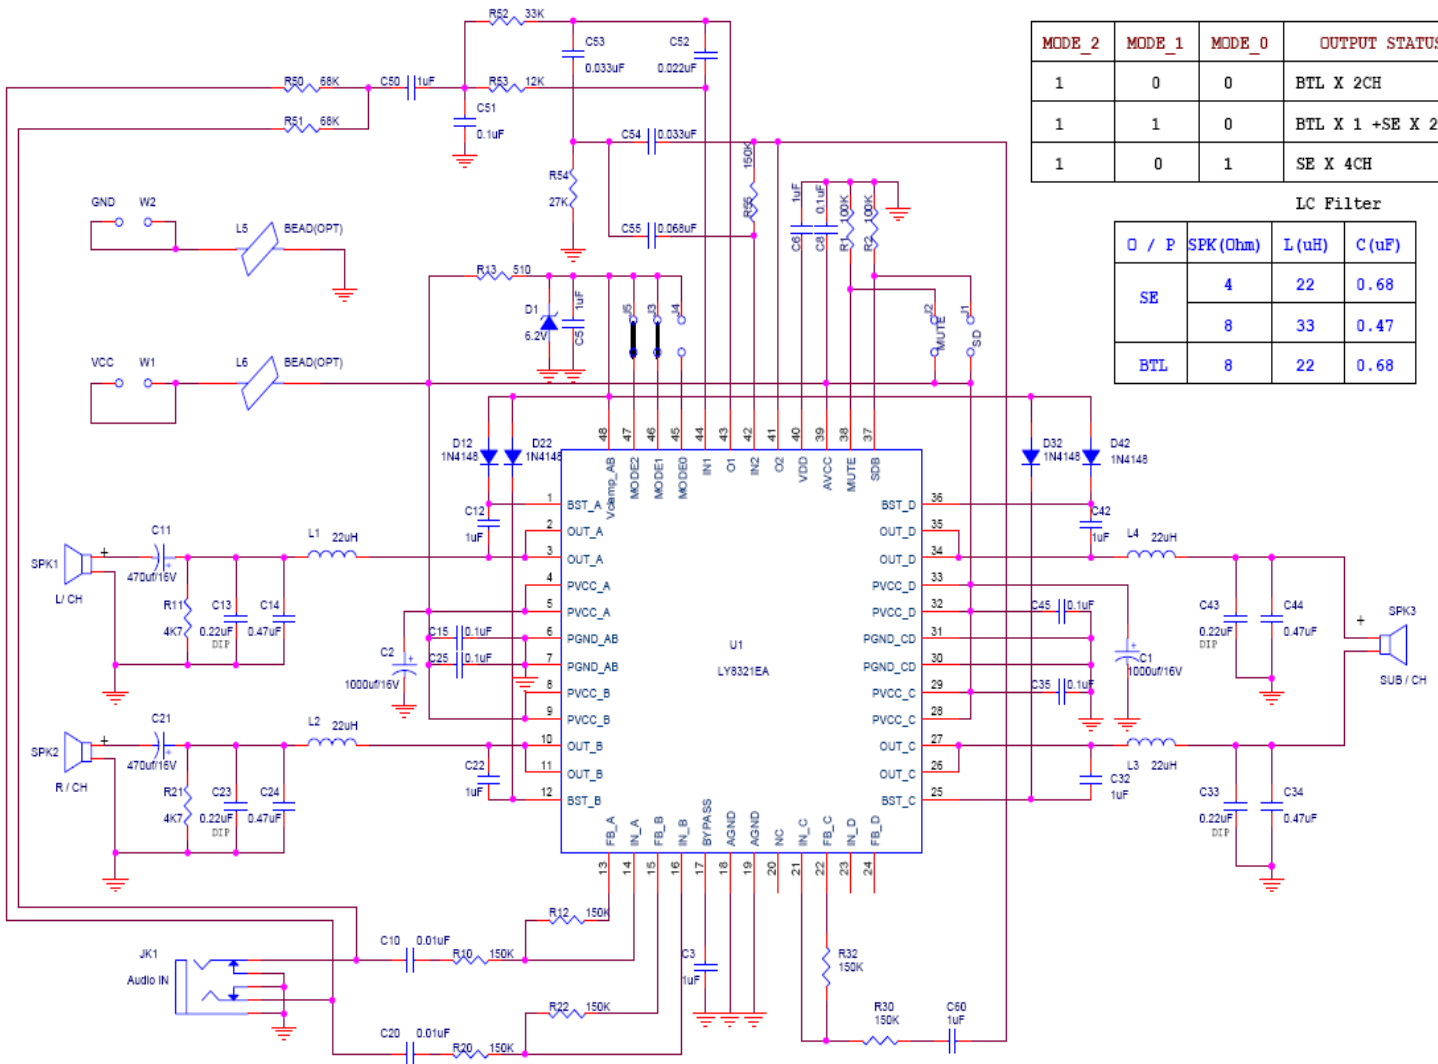 R52 33K
C53
0.033uF
C52
0.022uF
R50 68K
C50 1uF
R53 12K
R51 68K
C51
0.1uF
C54 0.033uF
150K
R55
R54
27K
C55 0.068uF
1uF
C6
0.1uF
C8
100K
R1
100K
R2
MODE_2 MODE_1 MODE_0 OUTPUT STATUS
1 0 0 BTL X 2CH
1 1 0 BTL X 1 +SE X 2
1 0 1 SE X 4CH
LC Filter
O / P SPK(Ohm) L(uH) C(uF)
SE 4 22 0.68
8 33 0.47
BTL 8 22 0.68
GND W2
L5
BEAD(OPT)
R13 510
D1
6.2V
1uF
C5
J5
J3
J4
J2
MUTE
J1
SD
VCC W1
L6
BEAD(OPT)
D12
1N4148
D22
1N4148
D32
1N4148
D42
1N4148
48 47 46 45 44 43 42 41 40 39 38 37
Vclamp_AB MODE2 MODE1 MODE0 IN1 O1 IN2 O2 VDD AVCC MUTE SDB
1 BST_A
2 OUT_A
3 OUT_A
4 PVCC_A
5 PVCC_A
6 PGND_AB
7 PGND_AB
8 PVCC_B
9 PVCC_B
10 OUT_B
11 OUT_B
12 BST_B
U1
LY8321EA
BST_D 36
OUT_D 35
OUT_D 34
PVCC_D 33
PVCC_D 32
PGND_CD 31
PGND_CD 30
PVCC_C 29
PVCC_C 28
OUT_C 27
OUT_C 26
BST_C 25
FB_A IN_A FB_B IN_B BYPASS AGND AGND NC IN_C FB_C IN_D FB_D
13 14 15 16 17 18 19 20 21 22 23 24
C12
1uF
C11
470uf/16V
L1 22uH
SPK1
+
L/ CH
R11
4K7
C13
0.22uF
DIP
C14
0.47uF
C2
+
1000uf/16V
C15 0.1uF
C25 0.1uF
C21
470uf/16V
L2 22uH
SPK2
+
R / CH
R21
4K7
C23
0.22uF
DIP
C24
0.47uF
C22
1uF
C42
1uF
L4 22uH
C45 0.1uF
C1
+
1000uf/16V
C35 0.1uF
C43
0.22uF
DIP
C44
0.47uF
SPK3
+
SUB / CH
L3 22uH
C32
1uF
C33
0.22uF
DIP
C34
0.47uF
R12 150K
C10 0.01uF
R10 150K
JK1
Audio IN
R22 150K
C20 0.01uF
R20 150K
C3
1uF
R32
150K
R30
150K
C60
1uF